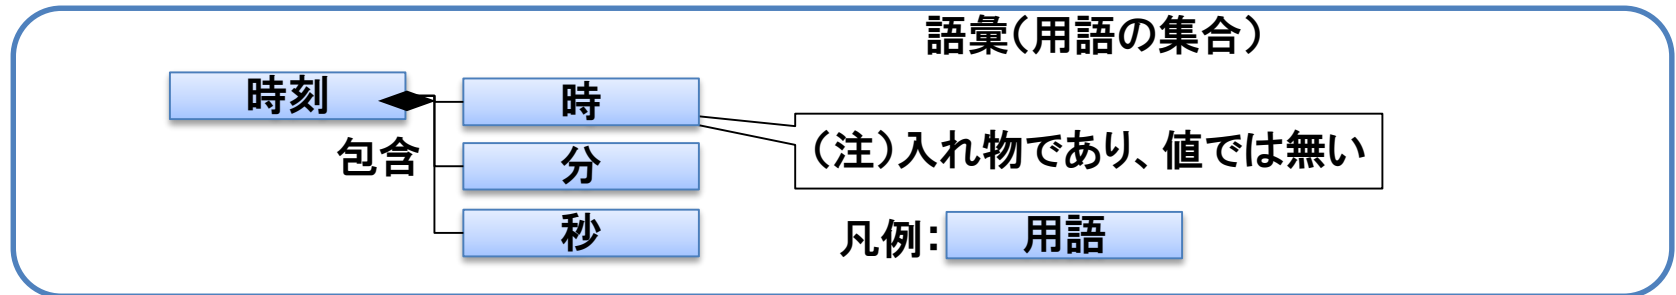 語彙(用語の集合)
時刻
包含
時
分
秒
(注)入れ物であり、値では無い
凡例:
用語